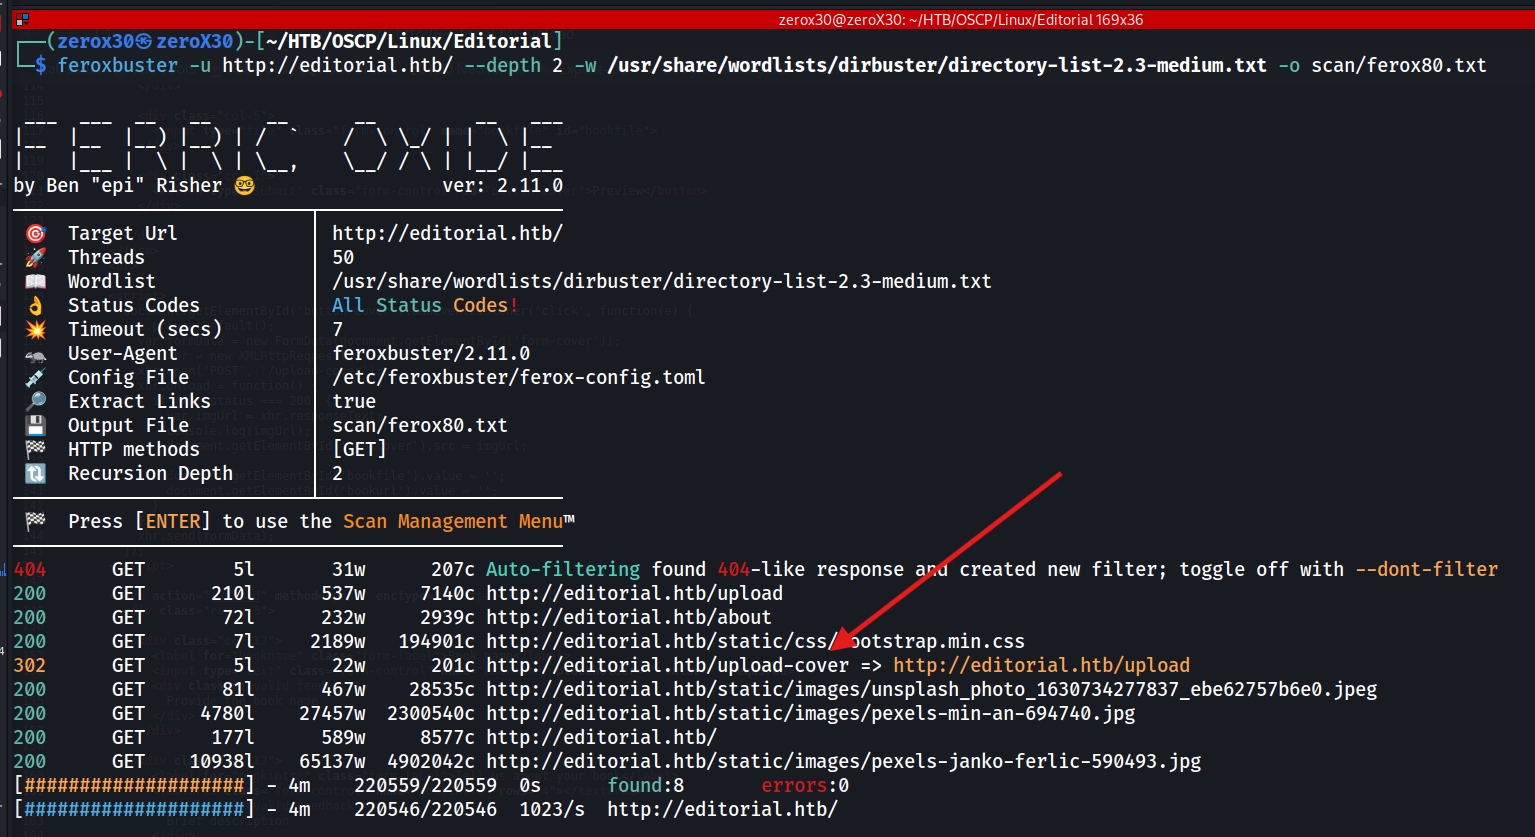 zerox30@zeroX30: ~/HTB/OSCP/Linux/Editorial 169x36
┌──(zerox30㉿zeroX30)-[~/HTB/OSCP/Linux/Editorial]
└─$ feroxbuster -u http://editorial.htb/ --depth 2 -w /usr/share/wordlists/dirbuster/directory-list-2.3-medium.txt -o scan/ferox80.txt
FERRIC OXIDE
by Ben "epi" Risher 🤓 ver: 2.11.0
🎯 Target Url │ http://editorial.htb/
🚀 Threads │ 50
📖 Wordlist │ /usr/share/wordlists/dirbuster/directory-list-2.3-medium.txt
👌 Status Codes │ All Status Codes!
💥 Timeout (secs) │ 7
🦡 User-Agent │ feroxbuster/2.11.0
💉 Config File │ /etc/feroxbuster/ferox-config.toml
🔎 Extract Links │ true
💾 Output File │ scan/ferox80.txt
🏁 HTTP methods │ [GET]
🔃 Recursion Depth │ 2
🏁 Press [ENTER] to use the Scan Management Menu™
404 GET 5l 31w 207c Auto-filtering found 404-like response and created new filter; toggle off with --dont-filter
200 GET 210l 537w 7140c http://editorial.htb/upload
200 GET 72l 232w 2939c http://editorial.htb/about
200 GET 7l 2189w 194901c http://editorial.htb/static/css/bootstrap.min.css
302 GET 5l 22w 201c http://editorial.htb/upload-cover => http://editorial.htb/upload
200 GET 81l 467w 28535c http://editorial.htb/static/images/unsplash_photo_1630734277837_ebe62757b6e0.jpeg
200 GET 4780l 27457w 2300540c http://editorial.htb/static/images/pexels-min-an-694740.jpg
200 GET 177l 589w 8577c http://editorial.htb/
200 GET 10938l 65137w 4902042c http://editorial.htb/static/images/pexels-janko-ferlic-590493.jpg
[####################] - 4m 220559/220559 0s found:8 errors:0
[####################] - 4m 220546/220546 1023/s http://editorial.htb/